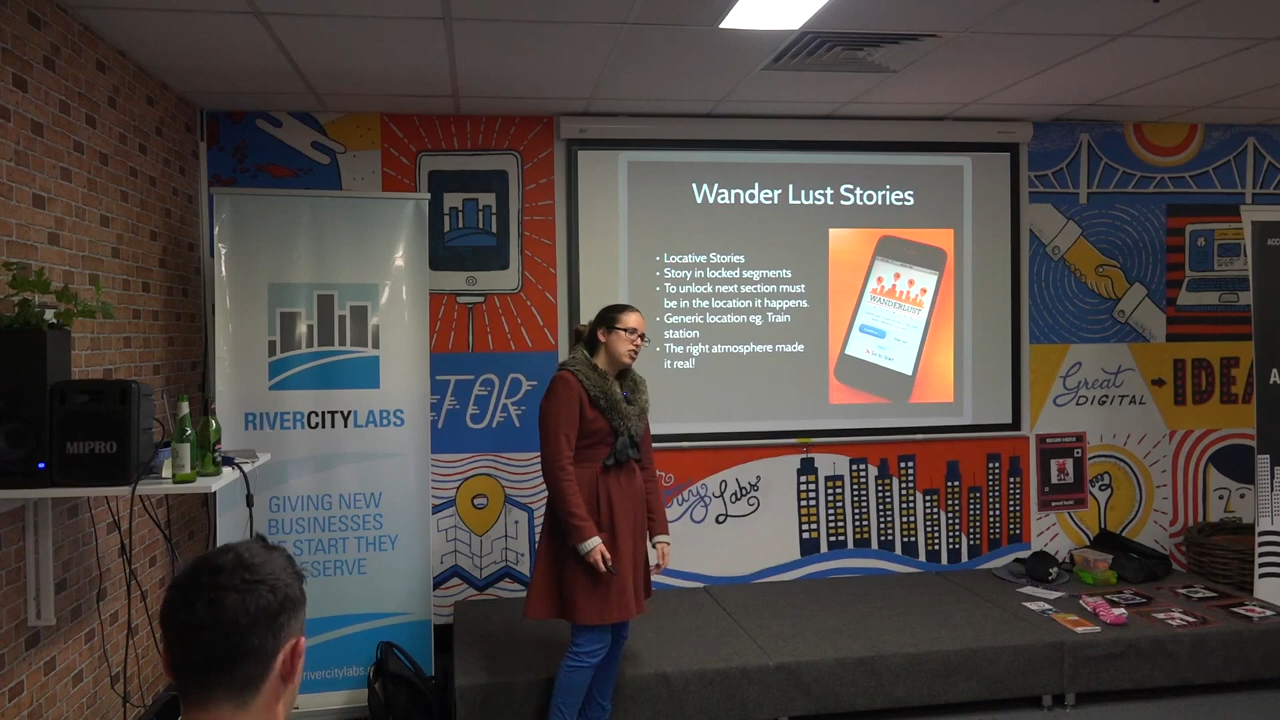 Wander Lust Stories
• Locative Stories
• Story in locked segments
• To unlock next section must
be in the location it happens.
• Generic location eg. Train
station
• The right atmosphere made
it real!
WANDERLUST
RIVERCITYLABS
GIVING NEW
BUSINESSES
START THEY
rivercitylabs
MIPRO
TOR
Labs
Great
DIGITAL
IDEA